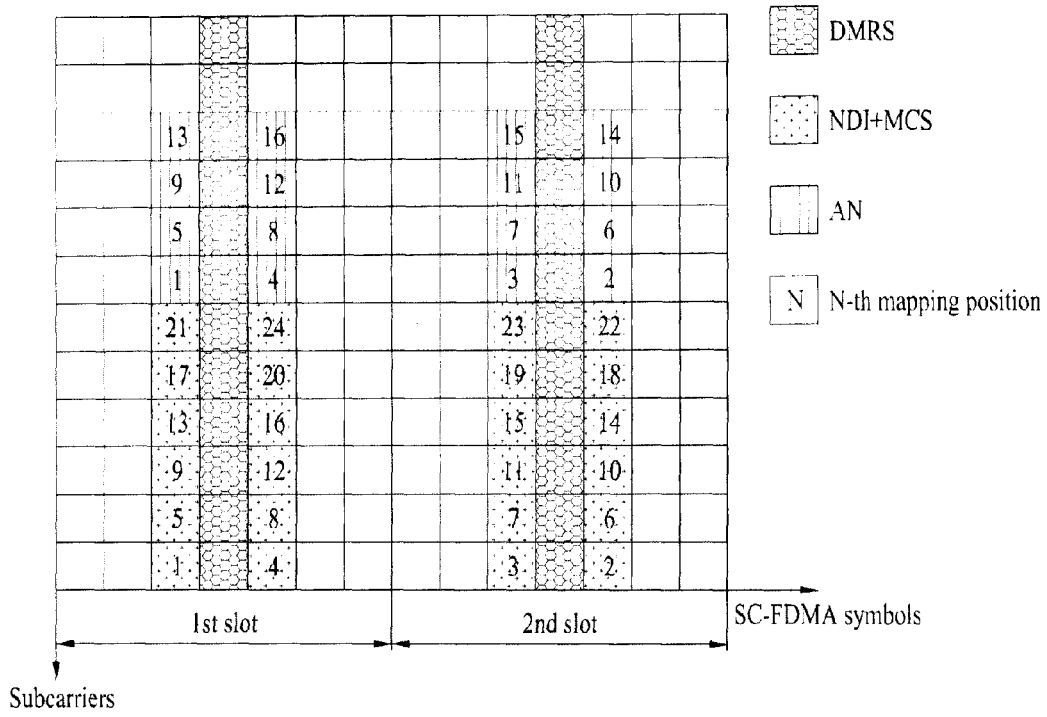 DMRS
NDI+MCS
AN
N N-th mapping position
13 16 15 14
9 12 11 10
5 8 7 6
1 4 3 2
21 24 23 22
17 20 19 18
13 16 15 14
9 12 11 10
5 8 7 6
1 4 3 2
SC-FDMA symbols
1st slot 2nd slot
Subcarriers